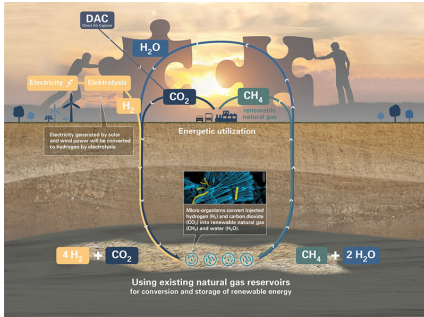 DAC
Direct Air Capture
H₂O
Electricity
Elektrolysis
H₂
CO₂
CH₄
renewable
natural gas
Energetic utilization
Electricity generated by solar
and wind power will be converted
to hydrogen by electrolysis
Micro-organisms convert injected
hydrogen (H₂) and carbon dioxide
(CO₂) into renewable natural gas
(CH₄) and water (H₂O).
4 H₂ + CO₂
CH₄ + 2 H₂O
Using existing natural gas reservoirs
for conversion and storage of renewable energy